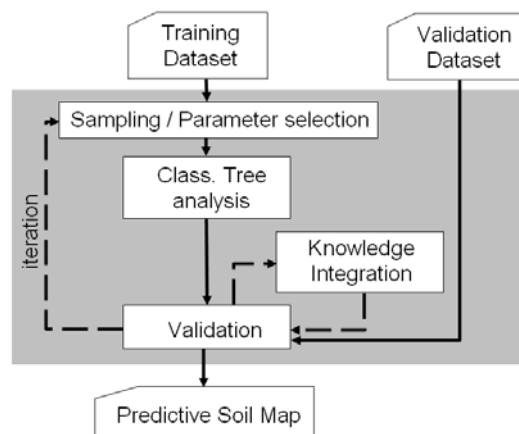 Training
Dataset
Validation
Dataset
Sampling / Parameter selection
Class. Tree
analysis
iteration
Knowledge
Integration
Validation
Predictive Soil Map